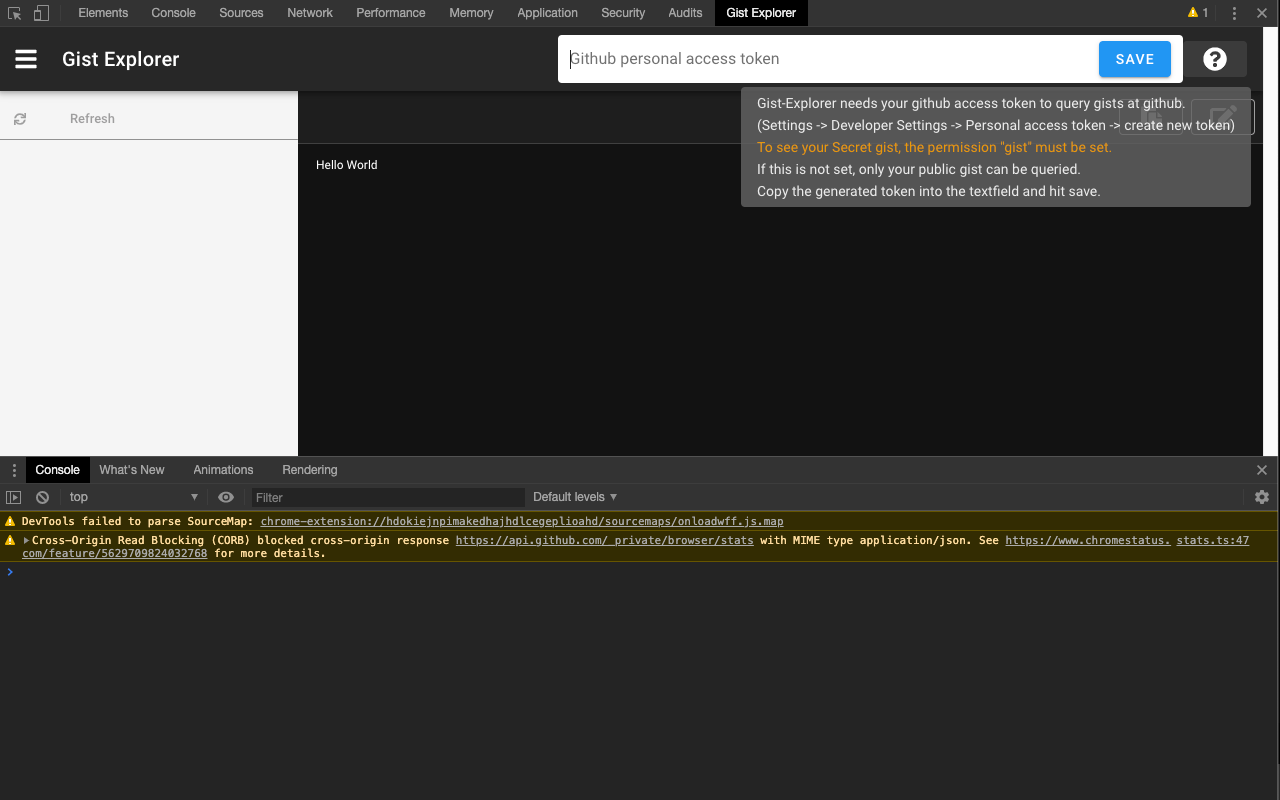 Elements Console Sources Network Performance Memory Application Security Audits Gist Explorer 1
Gist Explorer
Github personal access token
SAVE
Refresh
Gist-Explorer needs your github access token to query gists at github.
(Settings -> Developer Settings -> Personal access token -> create new token)
To see your Secret gist, the permission "gist" must be set.
If this is not set, only your public gist can be queried.
Copy the generated token into the textfield and hit save.
Hello World
Console What's New Animations Rendering
top Filter Default levels
DevTools failed to parse SourceMap: chrome-extension://hdokiejnpimakedhajhdlcegeplioahd/sourcemaps/onloadwff.js.map
Cross-Origin Read Blocking (CORB) blocked cross-origin response https://api.github.com/_private/browser/stats with MIME type application/json. See https://www.chromestatus. stats.ts:47
com/feature/5629709824032768 for more details.